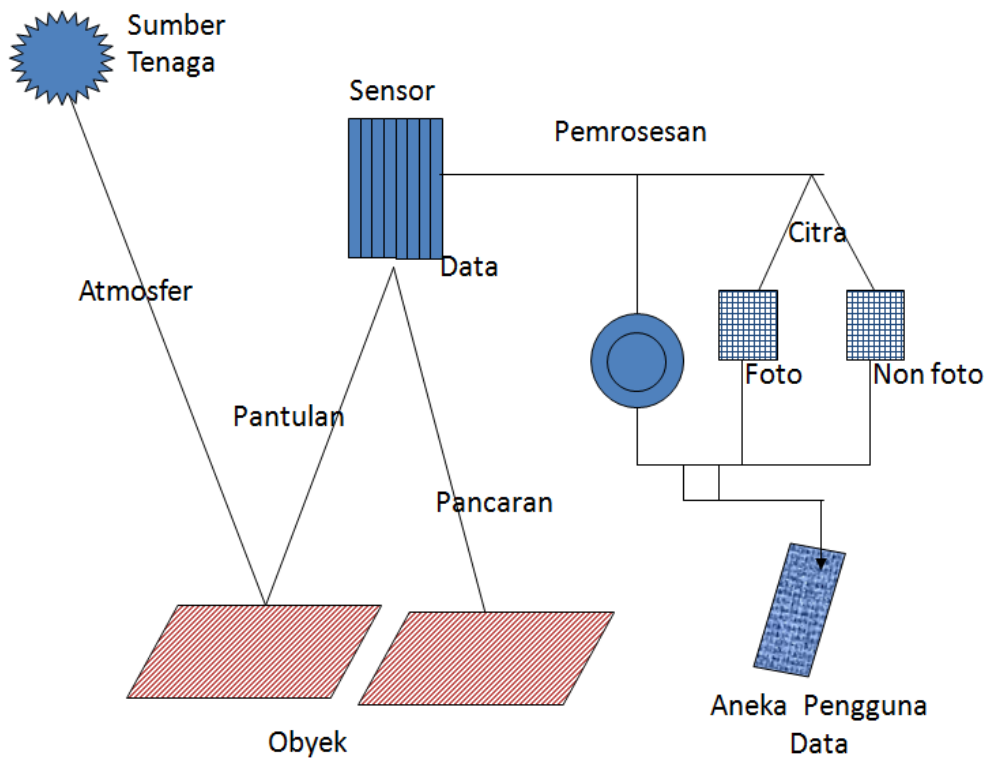 Sumber
Tenaga
Sensor
Pemrosesan
Citra
Data
Atmosfer
Foto
Non foto
Pantulan
Pancaran
Obyek
Aneka Pengguna
Data